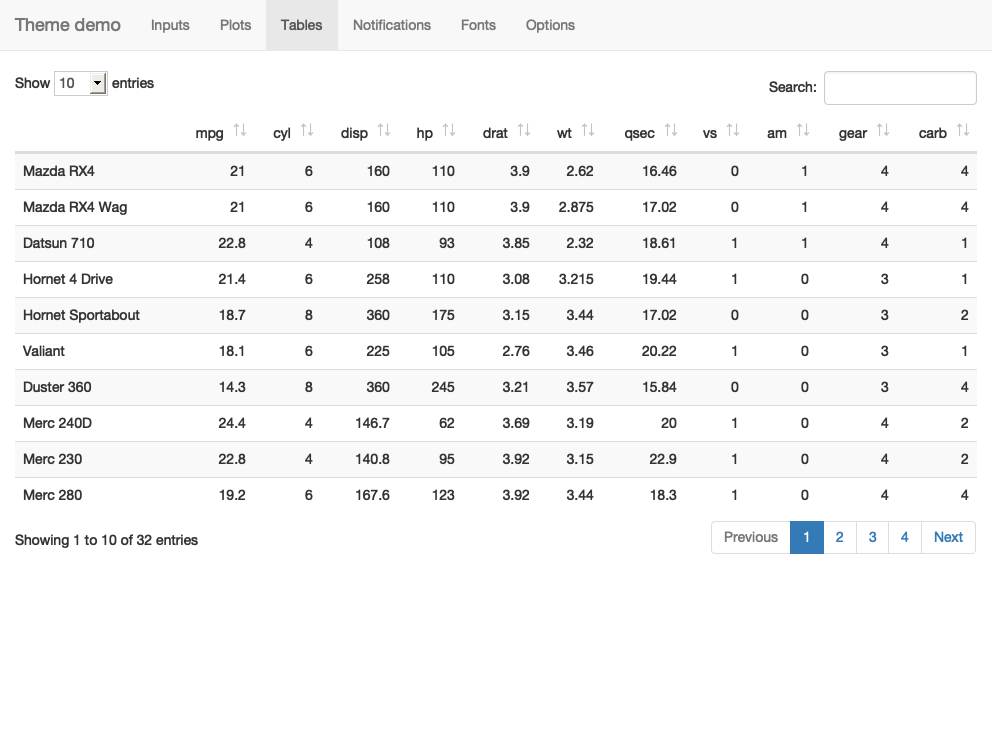 Theme demo Inputs Plots Tables Notifications Fonts Options
Show 10 entries Search:
mpg cyl disp hp drat wt qsec vs am gear carb
Mazda RX4 21 6 160 110 3.9 2.62 16.46 0 1 4 4
Mazda RX4 Wag 21 6 160 110 3.9 2.875 17.02 0 1 4 4
Datsun 710 22.8 4 108 93 3.85 2.32 18.61 1 1 4 1
Hornet 4 Drive 21.4 6 258 110 3.08 3.215 19.44 1 0 3 1
Hornet Sportabout 18.7 8 360 175 3.15 3.44 17.02 0 0 3 2
Valiant 18.1 6 225 105 2.76 3.46 20.22 1 0 3 1
Duster 360 14.3 8 360 245 3.21 3.57 15.84 0 0 3 4
Merc 240D 24.4 4 146.7 62 3.69 3.19 20 1 0 4 2
Merc 230 22.8 4 140.8 95 3.92 3.15 22.9 1 0 4 2
Merc 280 19.2 6 167.6 123 3.92 3.44 18.3 1 0 4 4
Showing 1 to 10 of 32 entries Previous 1 2 3 4 Next